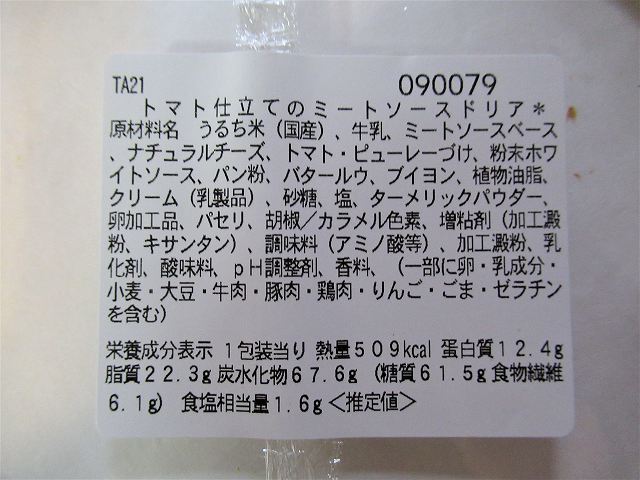 TA21 090079
トマト仕立てのミートソースドリア＊
原材料名　うるち米（国産）、牛乳、ミートソースベース
、ナチュラルチーズ、トマト・ピューレーづけ、粉末ホワ
イトソース、パン粉、バタールウ、ブイヨン、植物油脂、
クリーム（乳製品）、砂糖、塩、ターメリックパウダー、
卵加工品、パセリ、胡椒／カラメル色素、増粘剤（加工澱
粉、キサンタン）、調味料（アミノ酸等）、加工澱粉、乳
化剤、酸味料、ｐＨ調整剤、香料、（一部に卵・乳成分・
小麦・大豆・牛肉・豚肉・鶏肉・りんご・ごま・ゼラチン
を含む）
栄養成分表示 １包装当り 熱量５０９kcal 蛋白質１２.４g
脂質２２.３g 炭水化物６７.６g（糖質６１.５g 食物繊維
６.１g） 食塩相当量１.６g＜推定値＞